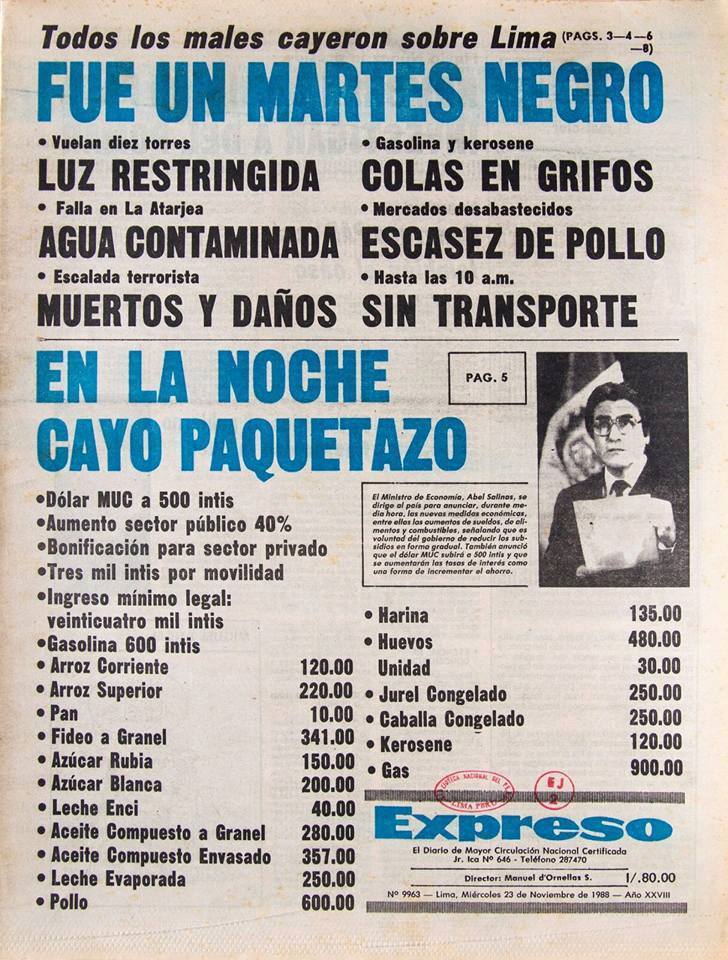 Todos los males cayeron sobre Lima (PAGS. 3—4—6
—8)
FUE UN MARTES NEGRO
• Vuelan diez torres
LUZ RESTRINGIDA
• Falla en La Atarjea
AGUA CONTAMINADA
• Escalada terrorista
MUERTOS Y DAÑOS
• Gasolina y kerosene
COLAS EN GRIFOS
• Mercados desabastecidos
ESCASEZ DE POLLO
• Hasta las 10 a.m.
SIN TRANSPORTE
EN LA NOCHE
CAYO PAQUETAZO
PAG. 5
•Dólar MUC a 500 intis
•Aumento sector público 40%
•Bonificación para sector privado
•Tres mil intis por movilidad
•Ingreso mínimo legal:
veinticuatro mil intis
•Gasolina 600 intis
• Arroz Corriente 120.00
• Arroz Superior 220.00
• Pan 10.00
• Fideo a Granel 341.00
• Azúcar Rubia 150.00
• Azúcar Blanca 200.00
• Leche Enci 40.00
• Aceite Compuesto a Granel 280.00
• Aceite Compuesto Envasado 357.00
• Leche Evaporada 250.00
• Pollo 600.00
El Ministro de Economía, Abel Salinas, se
dirige al país para anunciar, durante me-
dia hora, las nuevas medidas económicas,
entre ellas los aumentos de sueldos, de ali-
mentos y combustibles, señalando que es
voluntad del gobierno de reducir los sub-
sidios en forma gradual. También anunció
que el dólar MUC subiré a 500 intis y que
se aumentarán las tasas de interés como
una forma de incrementar el ahorro.
• Harina 135.00
• Huevos 480.00
Unidad 30.00
• Jurel Congelado 250.00
• Caballa Congelado 250.00
• Kerosene 120.00
• Gas 900.00
NACIONAL DEL
LIMA PERU
Expreso
El Diario de Mayor Circulación Nacional Certificada
Jr. Ica Nº 646 - Teléfono 287470
Director: Manuel d'Ornellas S. I/.80.00
Nº 9963 — Lima, Miércoles 23 de Noviembre de 1988 — Año XXVIII